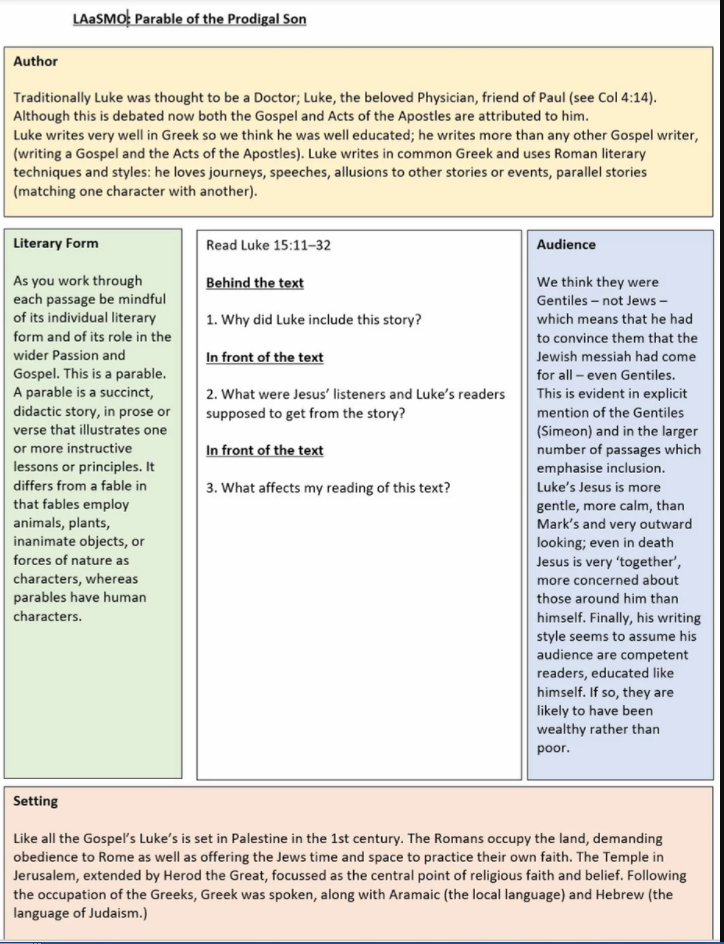 LAaSMO: Parable of the Prodigal Son
Author
Traditionally Luke was thought to be a Doctor; Luke, the beloved Physician, friend of Paul (see Col 4:14).
Although this is debated now both the Gospel and Acts of the Apostles are attributed to him.
Luke writes very well in Greek so we think he was well educated; he writes more than any other Gospel writer,
(writing a Gospel and the Acts of the Apostles). Luke writes in common Greek and uses Roman literary
techniques and styles: he loves journeys, speeches, allusions to other stories or events, parallel stories
(matching one character with another).
Literary Form
As you work through
each passage be mindful
of its individual literary
form and of its role in the
wider Passion and
Gospel. This is a parable.
A parable is a succinct,
didactic story, in prose or
verse that illustrates one
or more instructive
lessons or principles. It
differs from a fable in
that fables employ
animals, plants,
inanimate objects, or
forces of nature as
characters, whereas
parables have human
characters.
Read Luke 15:11–32
Behind the text
1. Why did Luke include this story?
In front of the text
2. What were Jesus' listeners and Luke's readers
supposed to get from the story?
In front of the text
3. What affects my reading of this text?
Audience
We think they were
Gentiles – not Jews –
which means that he had
to convince them that the
Jewish messiah had come
for all – even Gentiles.
This is evident in explicit
mention of the Gentiles
(Simeon) and in the larger
number of passages which
emphasise inclusion.
Luke's Jesus is more
gentle, more calm, than
Mark's and very outward
looking; even in death
Jesus is very 'together',
more concerned about
those around him than
himself. Finally, his writing
style seems to assume his
audience are competent
readers, educated like
himself. If so, they are
likely to have been
wealthy rather than
poor.
Setting
Like all the Gospel's Luke's is set in Palestine in the 1st century. The Romans occupy the land, demanding
obedience to Rome as well as offering the Jews time and space to practice their own faith. The Temple in
Jerusalem, extended by Herod the Great, focussed as the central point of religious faith and belief. Following
the occupation of the Greeks, Greek was spoken, along with Aramaic (the local language) and Hebrew (the
language of Judaism.)